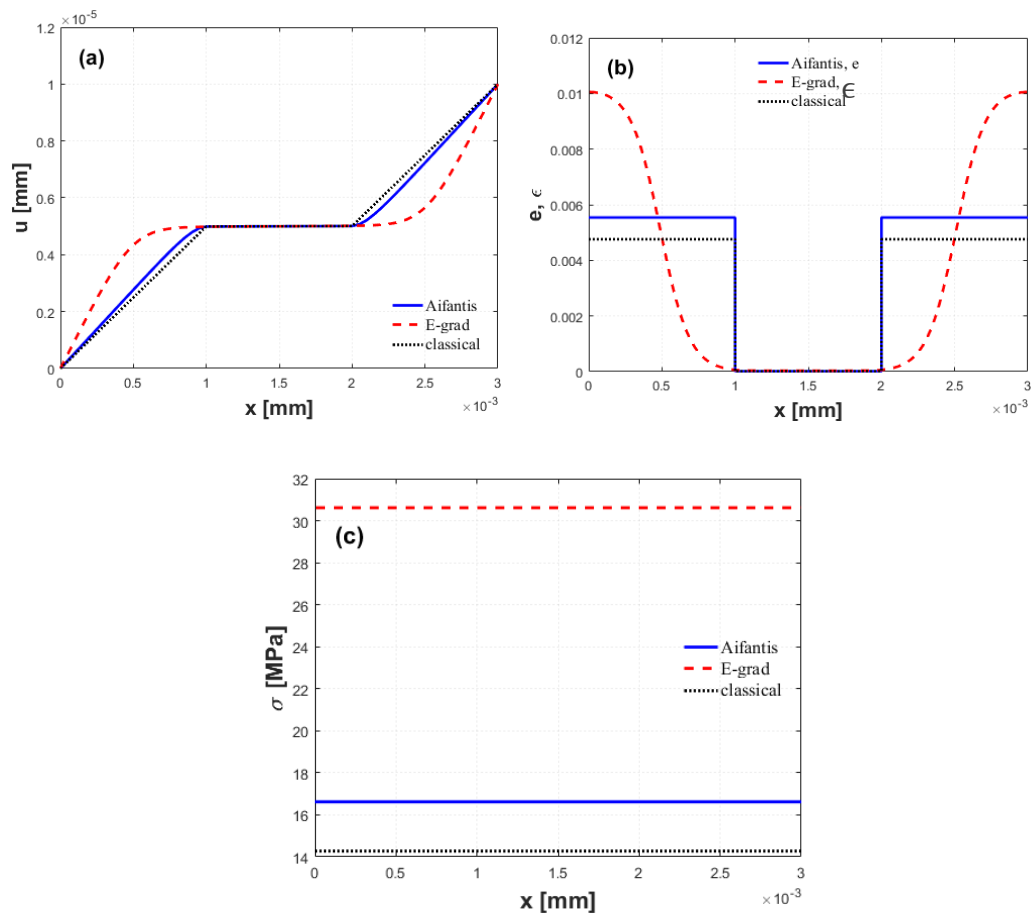 ×10⁻⁵
1.2
1
0.8
0.6
0.4
0.2
0
(a)
u [mm]
Aifantis
E-grad
classical
0 0.5 1 1.5 2 2.5 3
x [mm]
×10⁻³
0.012
0.01
0.008
0.006
0.004
0.002
0
(b)
e, ϵ
Aifantis, e
E-grad, ϵ
classical
0 0.5 1 1.5 2 2.5 3
x [mm]
×10⁻³
32
30
28
26
24
22
20
18
16
14
(c)
σ [MPa]
Aifantis
E-grad
classical
0 0.5 1 1.5 2 2.5 3
x [mm]
×10⁻³